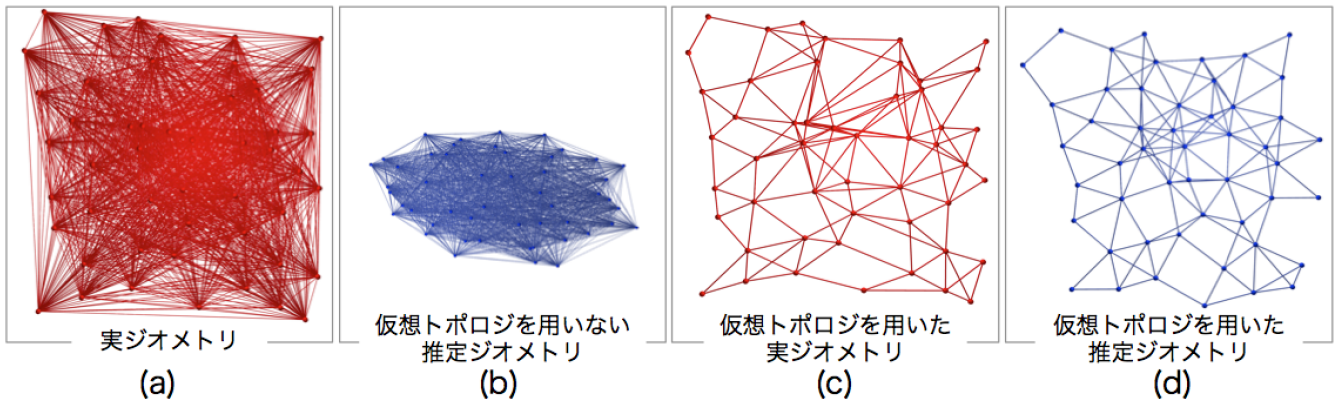 実ジオメトリ
(a)
仮想トポロジを用いない
推定ジオメトリ
(b)
仮想トポロジを用いた
実ジオメトリ
(c)
仮想トポロジを用いた
推定ジオメトリ
(d)